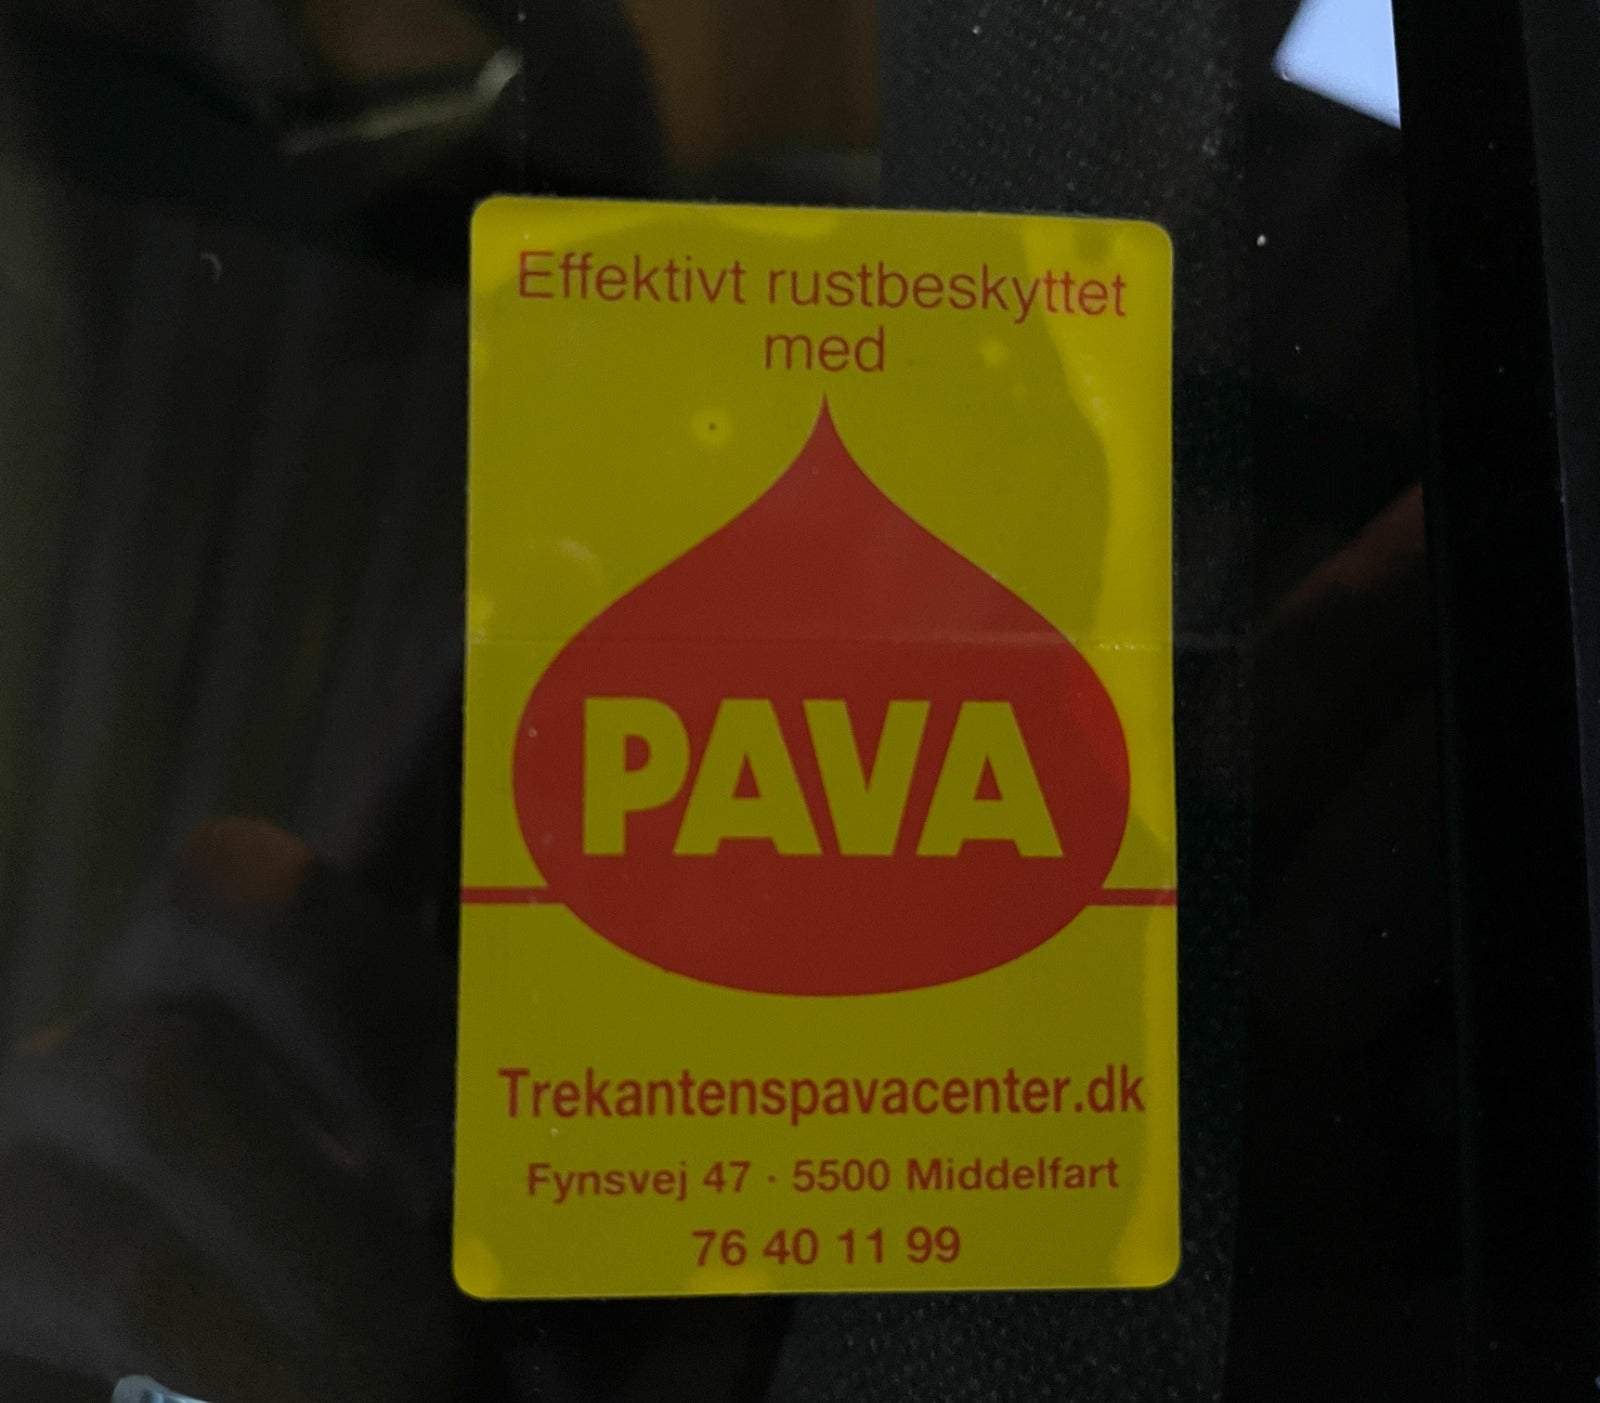 Effektivt rustbeskyttet
med
PAVA
Trekantenspavacenter.dk
Fynsvej 47 · 5500 Middelfart
76 40 11 99